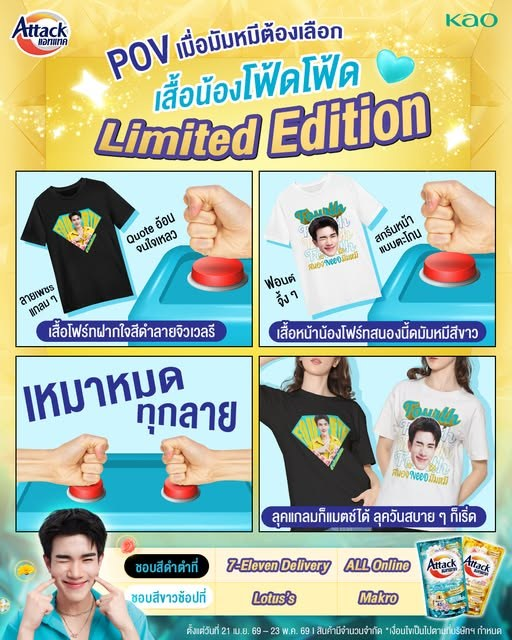 Attack
แอทแทค
KAO
POV เมื่อมัมหมีต้องเลือก
เสื้อน้องโฟ้ดโฟ้ด
Limited Edition
Quote อ้อน
จนใจเหลว
ลายเพชร
แกลม ๆ
เสื้อโฟร์ทฝากใจสีดำลายจิวเวลรี
สกรีนหน้า
แบบตะโกน
ฟอนต์
จึ้ง ๆ
Fourth
เสื้อหน้าน้องโฟร์ทสนองนี้ดมัมหมีสีขาว
เหมาหมด
ทุกลาย
Fourth
สนอง NEED มัมหมี
ลุคแกลมก็แมตช์ได้ ลุควันสบาย ๆ ก็เริ่ด
ชอบสีดำตำที่
7-Eleven Delivery
ALL Online
ชอบสีขาวช้อปที่
Lotus's
Makro
Attack
Attack
ตั้งแต่วันที่ 21 เม.ย. 69 – 23 พ.ค. 69 | สินค้ามีจำนวนจำกัด *เงื่อนไขเป็นไปตามที่บริษัทฯ กำหนด